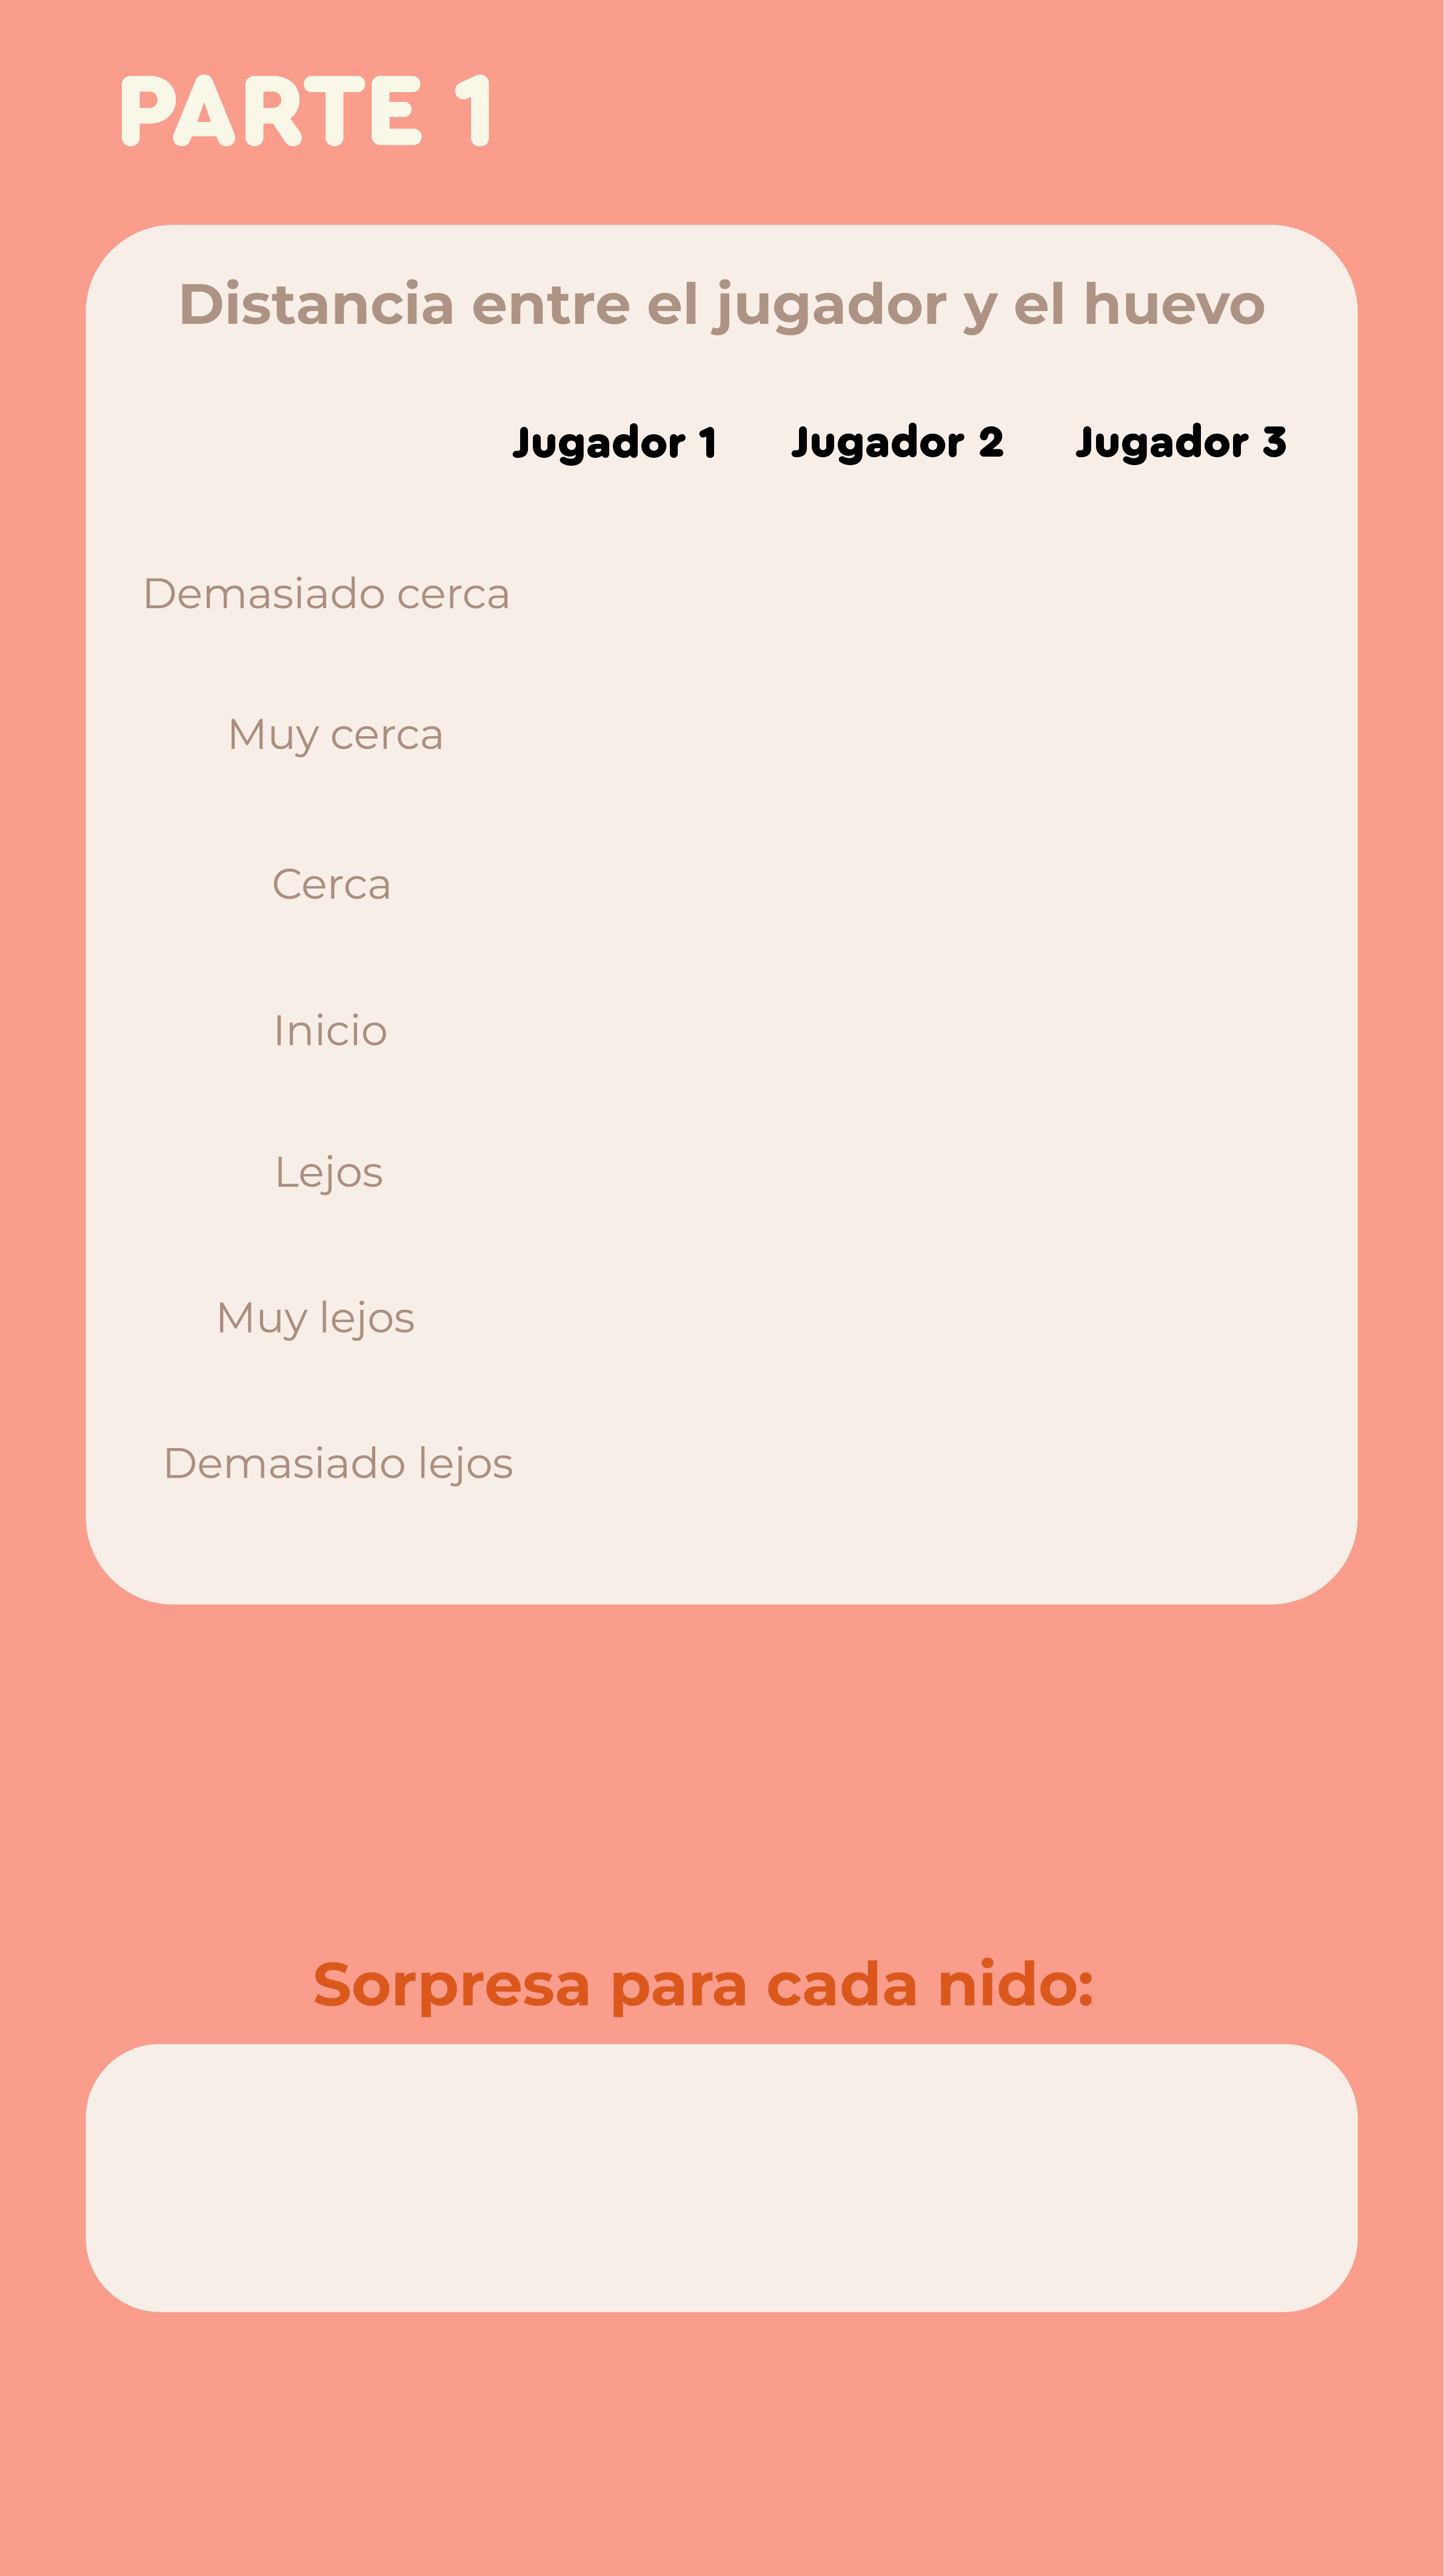 PARTE 1
Distancia entre el jugador y el huevo
Jugador 1 Jugador 2 Jugador 3
Demasiado cerca
Muy cerca
Cerca
Inicio
Lejos
Muy lejos
Demasiado lejos
Sorpresa para cada nido: